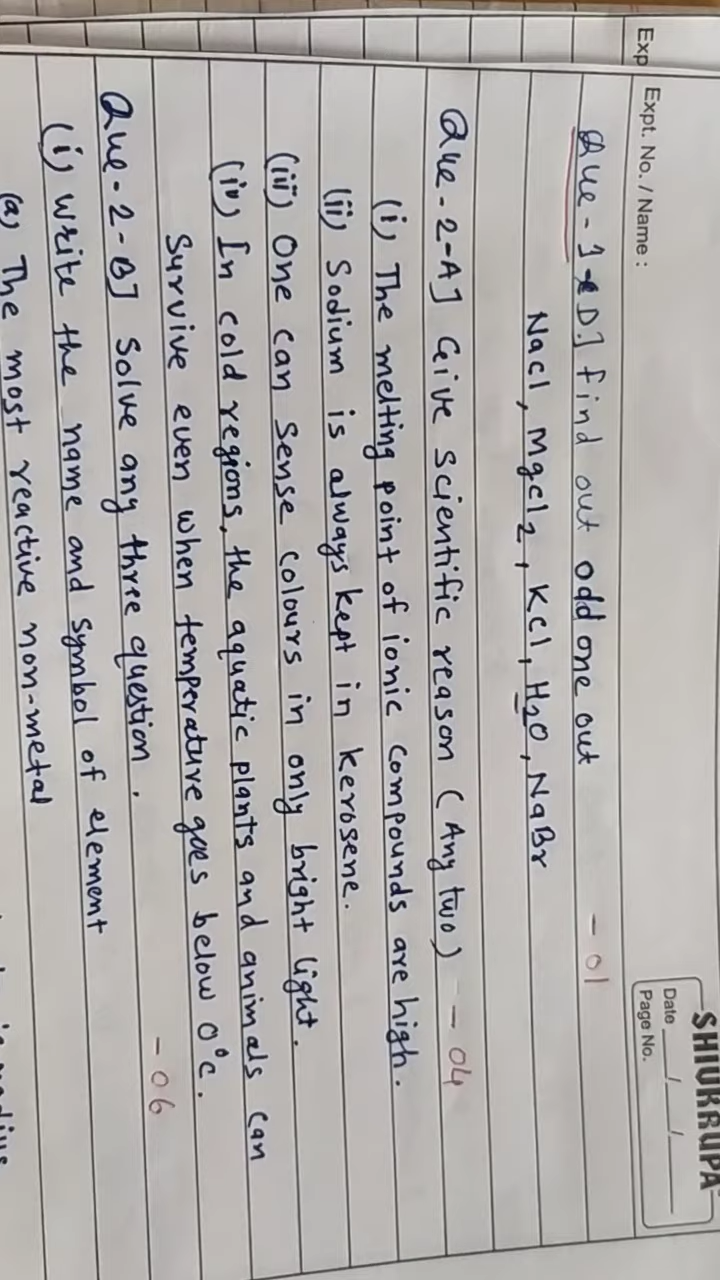 SHIVKRUPA
Date / /
Page No.
Exp
Expt. No. / Name :
Que-1 D.] find out odd one out - 01
NaCl, MgCl2, KCl, H2O, NaBr
Que-2-A] Give scientific reason (Any two) - 04
(i) The melting point of ionic compounds are high.
(ii) Sodium is always kept in kerosene.
(iii) One can sense colours in only bright light.
(iv) In cold regions, the aquatic plants and animals can
survive even when temperature goes below 0°c.
Que-2-B] Solve any three question. - 06
(i) write the name and symbol of element
(a) The most reactive non-metal